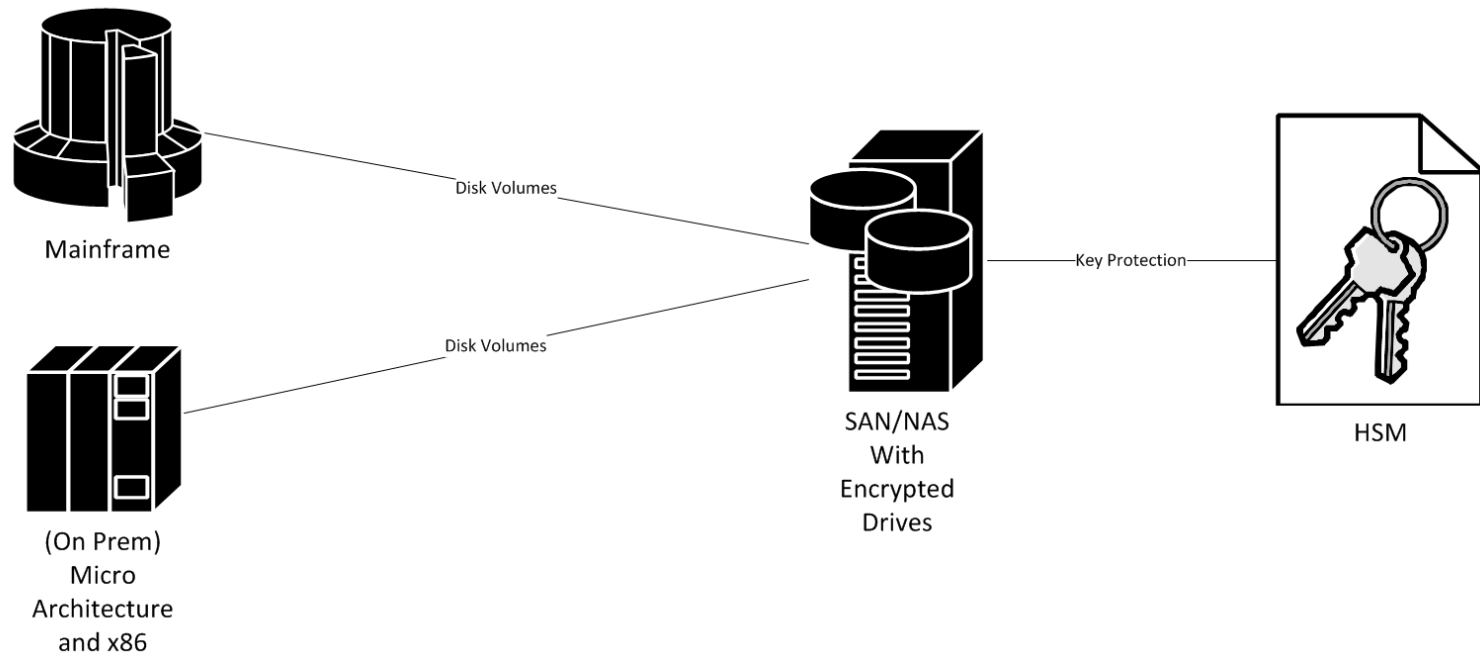 Mainframe
Disk Volumes
Disk Volumes
(On Prem)
Micro
Architecture
and x86
SAN/NAS
With
Encrypted
Drives
Key Protection
HSM